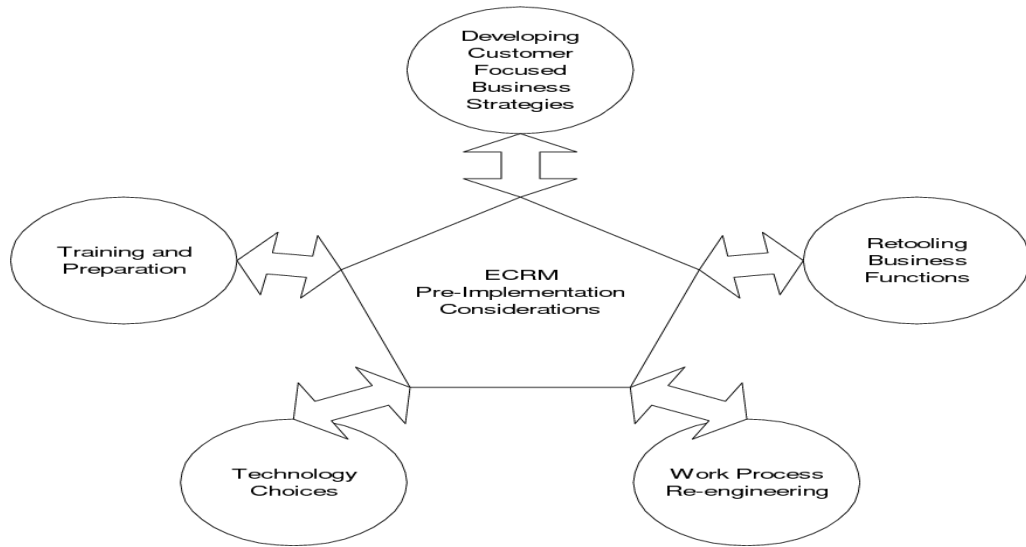 Developing
Customer
Focused
Business
Strategies
Training and
Preparation
ECRM
Pre-Implementation
Considerations
Retooling
Business
Functions
Technology
Choices
Work Process
Re-engineering